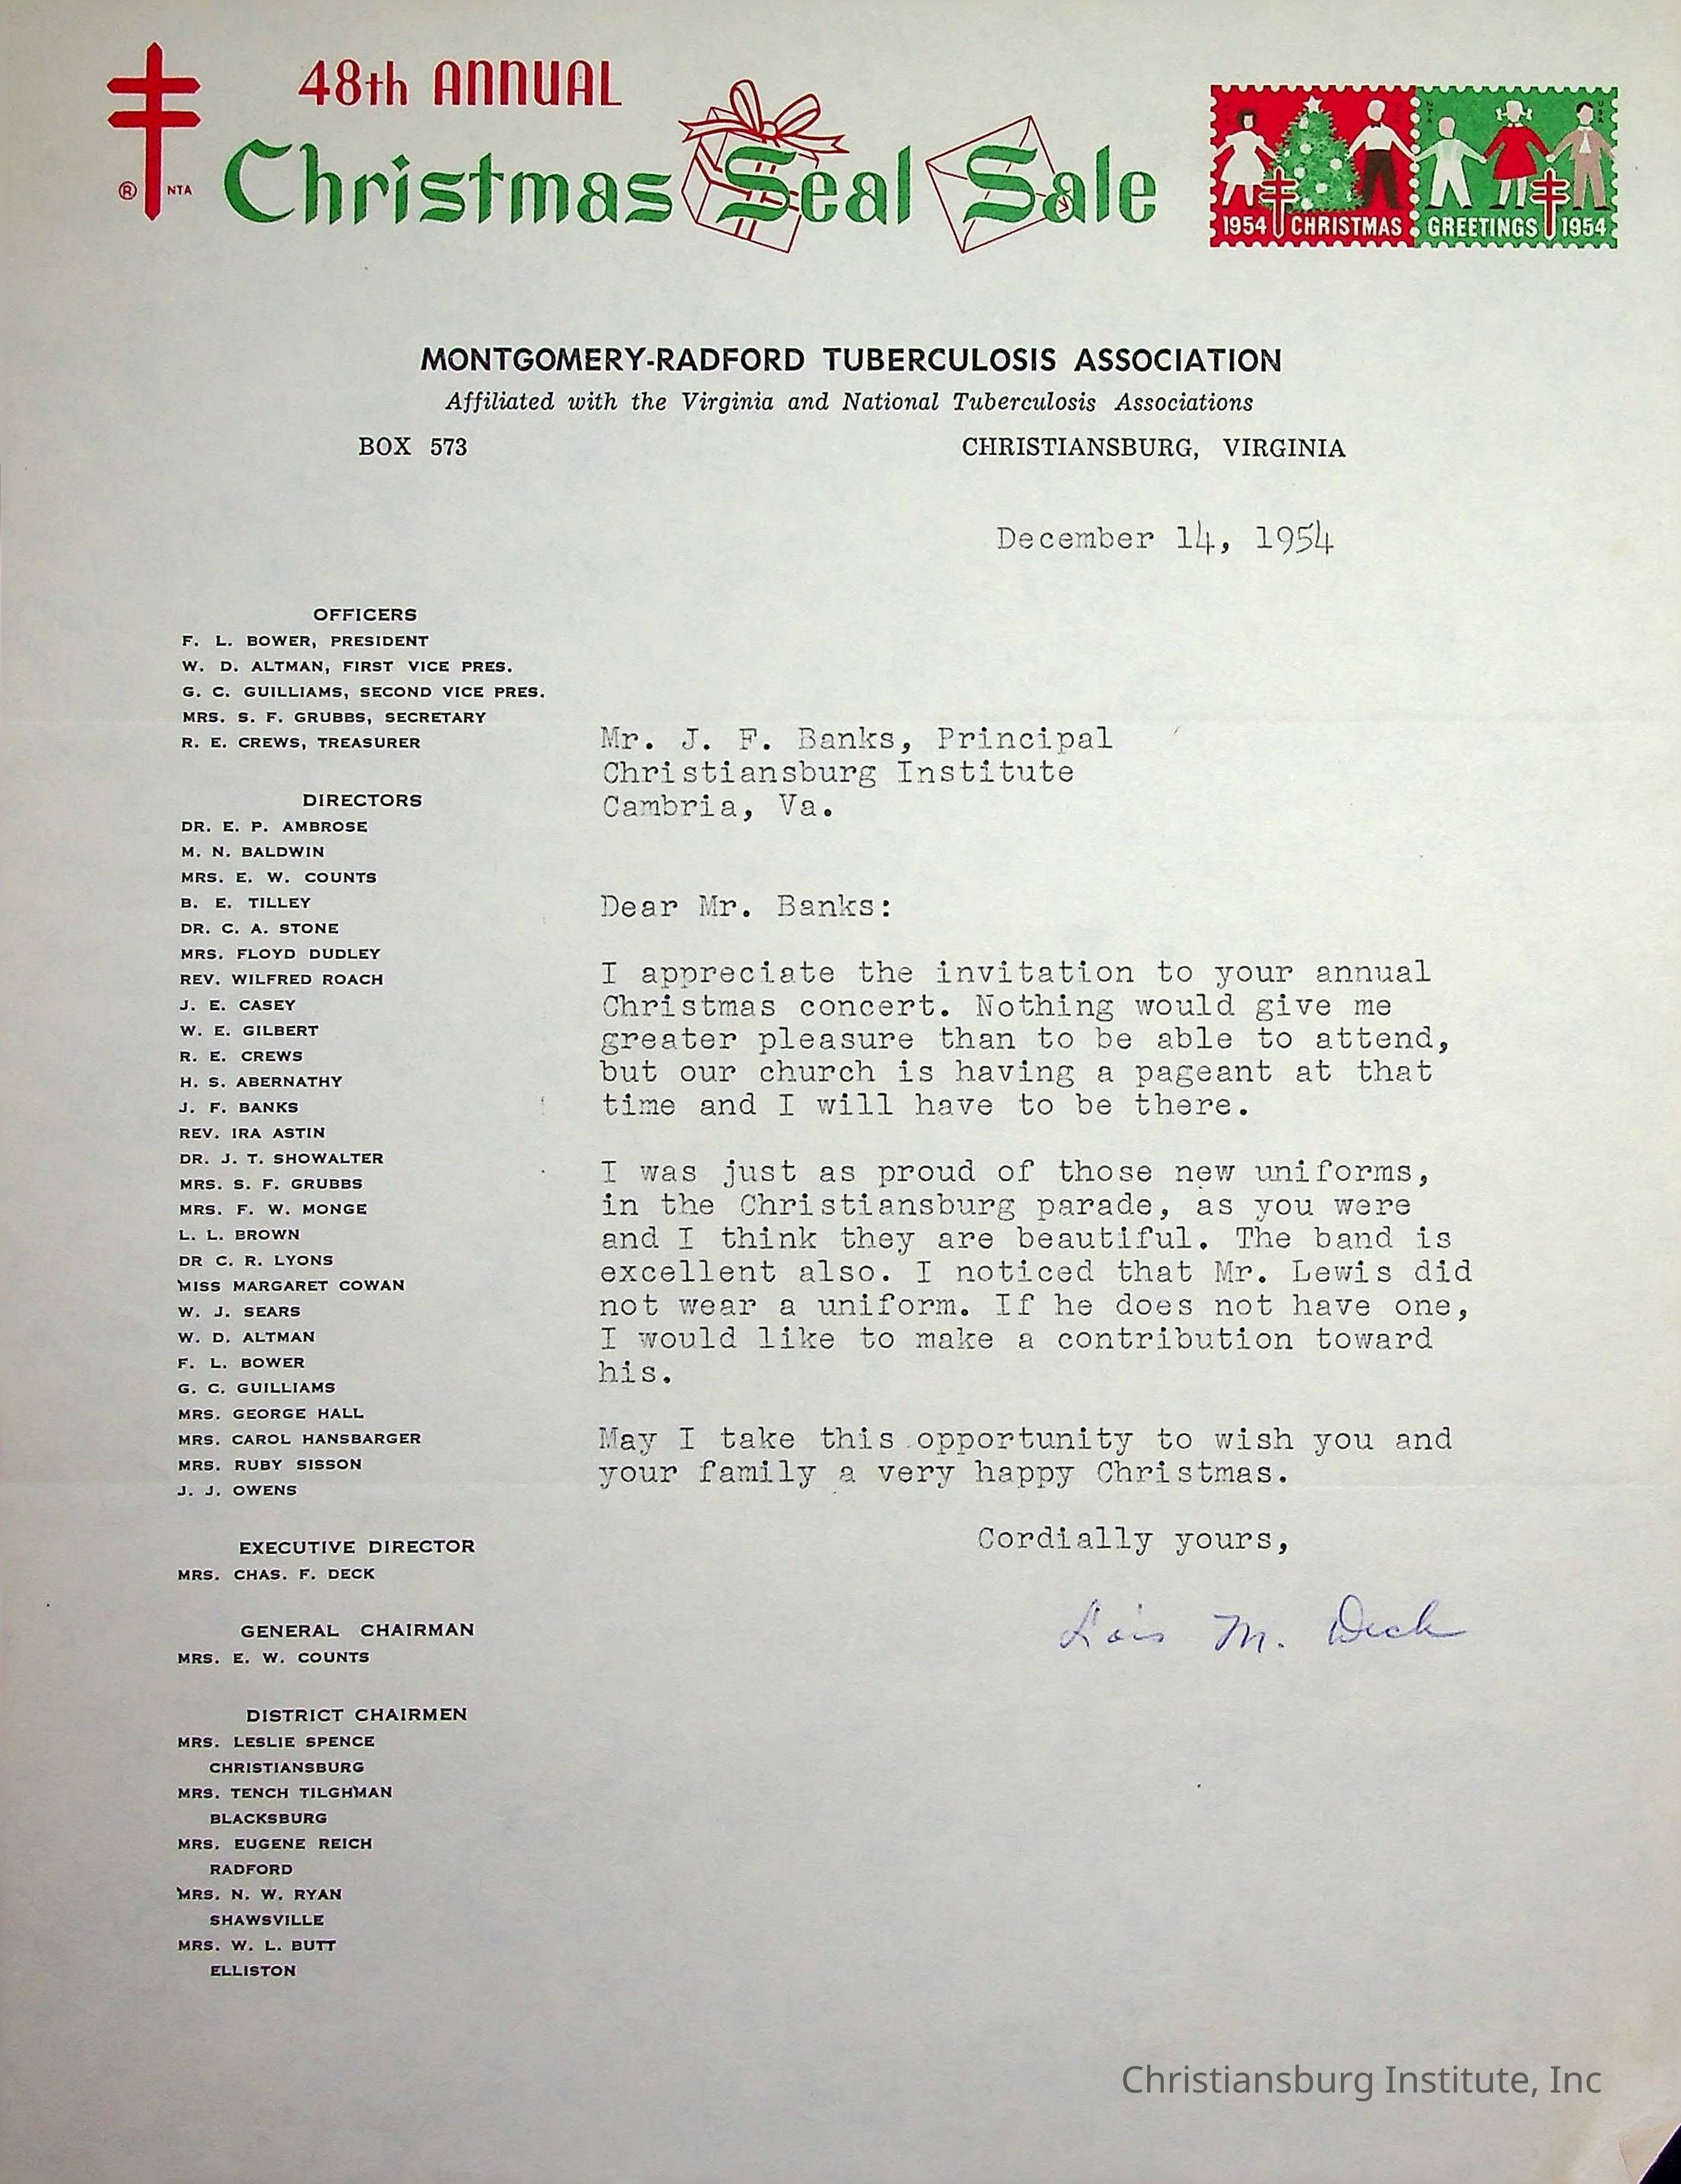 48th ANNUAL
Christmas Seal Sale
® NTA
NTA
USA
1954 CHRISTMAS GREETINGS 1954
MONTGOMERY-RADFORD TUBERCULOSIS ASSOCIATION
Affiliated with the Virginia and National Tuberculosis Associations
BOX 573 CHRISTIANSBURG, VIRGINIA
December 14, 1954
OFFICERS
F. L. BOWER, PRESIDENT
W. D. ALTMAN, FIRST VICE PRES.
G. C. GUILLIAMS, SECOND VICE PRES.
MRS. S. F. GRUBBS, SECRETARY
R. E. CREWS, TREASURER
DIRECTORS
DR. E. P. AMBROSE
M. N. BALDWIN
MRS. E. W. COUNTS
B. E. TILLEY
DR. C. A. STONE
MRS. FLOYD DUDLEY
REV. WILFRED ROACH
J. E. CASEY
W. E. GILBERT
R. E. CREWS
H. S. ABERNATHY
J. F. BANKS
REV. IRA ASTIN
DR. J. T. SHOWALTER
MRS. S. F. GRUBBS
MRS. F. W. MONGE
L. L. BROWN
DR C. R. LYONS
MISS MARGARET COWAN
W. J. SEARS
W. D. ALTMAN
F. L. BOWER
G. C. GUILLIAMS
MRS. GEORGE HALL
MRS. CAROL HANSBARGER
MRS. RUBY SISSON
J. J. OWENS
EXECUTIVE DIRECTOR
MRS. CHAS. F. DECK
GENERAL CHAIRMAN
MRS. E. W. COUNTS
DISTRICT CHAIRMEN
MRS. LESLIE SPENCE
CHRISTIANSBURG
MRS. TENCH TILGHMAN
BLACKSBURG
MRS. EUGENE REICH
RADFORD
MRS. N. W. RYAN
SHAWSVILLE
MRS. W. L. BUTT
ELLISTON
Mr. J. F. Banks, Principal
Christiansburg Institute
Cambria, Va.
Dear Mr. Banks:
I appreciate the invitation to your annual
Christmas concert. Nothing would give me
greater pleasure than to be able to attend,
but our church is having a pageant at that
time and I will have to be there.
I was just as proud of those new uniforms,
in the Christiansburg parade, as you were
and I think they are beautiful. The band is
excellent also. I noticed that Mr. Lewis did
not wear a uniform. If he does not have one,
I would like to make a contribution toward
his.
May I take this opportunity to wish you and
your family a very happy Christmas.
Cordially yours,
Lois M. Deck
Christiansburg Institute, Inc